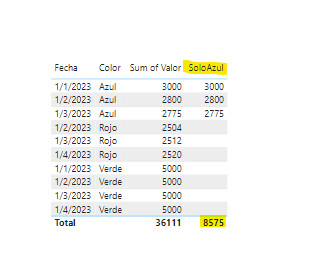 Fecha Color Sum of Valor SoloAzul
1/1/2023 Azul 3000 3000
1/2/2023 Azul 2800 2800
1/3/2023 Azul 2775 2775
1/2/2023 Rojo 2504
1/3/2023 Rojo 2512
1/4/2023 Rojo 2520
1/1/2023 Verde 5000
1/2/2023 Verde 5000
1/3/2023 Verde 5000
1/4/2023 Verde 5000
Total 36111 8575